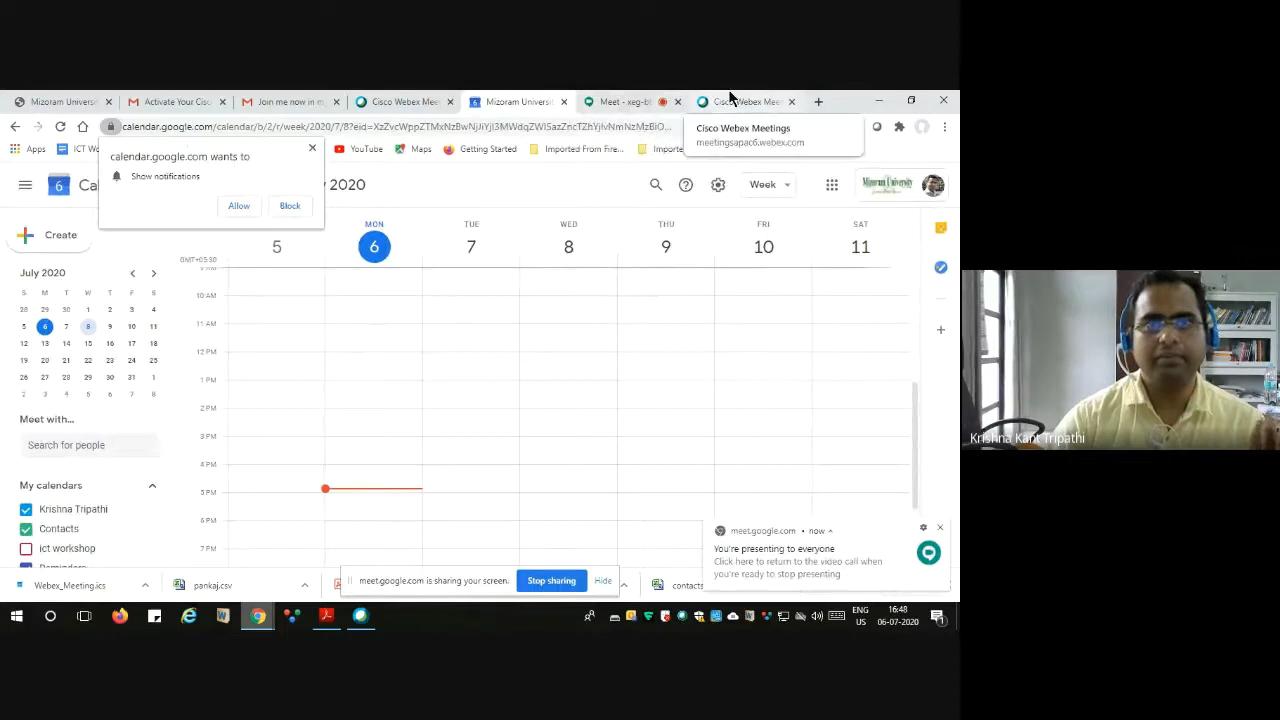 Mizoram Univers
Activate Your Cisc
Join me now in m
Cisco Webex Mee
Mizoram Universit
Meet - xeg-bt
Cisco Webex Mee
Cisco Webex Meetings
meetingsapac6.webex.com
calendar.google.com/calendar/b/2/r/week/2020/7/8?eid=
Apps
ICT
YouTube
Maps
Getting Started
Imported From Fire...
Importe
calendar.google.com wants to
Show notifications
Allow
Block
6
2020
Week
Mizoram University
Create
SAT
MON
TUE
WED
THU
FRI
5
6
7
8
9
10
11
GMT+05:30
July 2020
S M T W T F S
28 29 30 1 2 3 4
5 6 7 8 9 10 11
12 13 14 15 16 17 18
19 20 21 22 23 24 25
26 27 28 29 30 31 1
2 3 4 5 6 7 8
10 AM
11 AM
12 PM
1 PM
2 PM
3 PM
4 PM
5 PM
6 PM
7 PM
Meet with...
Search for people
My calendars
Krishna Tripathi
Contacts
ict workshop
meet.google.com • now
You're presenting to everyone
Click here to return to the video call when
you're ready to stop presenting
Webex_Meeting.ics
pankaj.csv
meet.google.com is sharing your screen.
Stop sharing
Hide
contacts
ENG
US
16:48
06-07-2020
Krishna Kant Tripathi